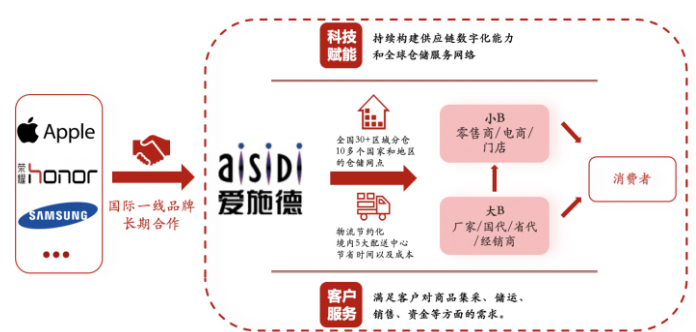 科技
赋能
持续构建供应链数字化能力
和全球仓储服务网络
Apple
荣耀
honor
SAMSUNG
国际一线品牌
长期合作
aisidi
爱施德
全国30+区域分仓
10多个国家和地区
的仓储网点
物流节约化
境内5大配送中心
节省时间以及成本
小B
零售商/电商/
门店
大B
厂家/国代/省代
/经销商
消费者
客户
服务
满足客户对商品集采、储运、
销售、资金等方面的需求。